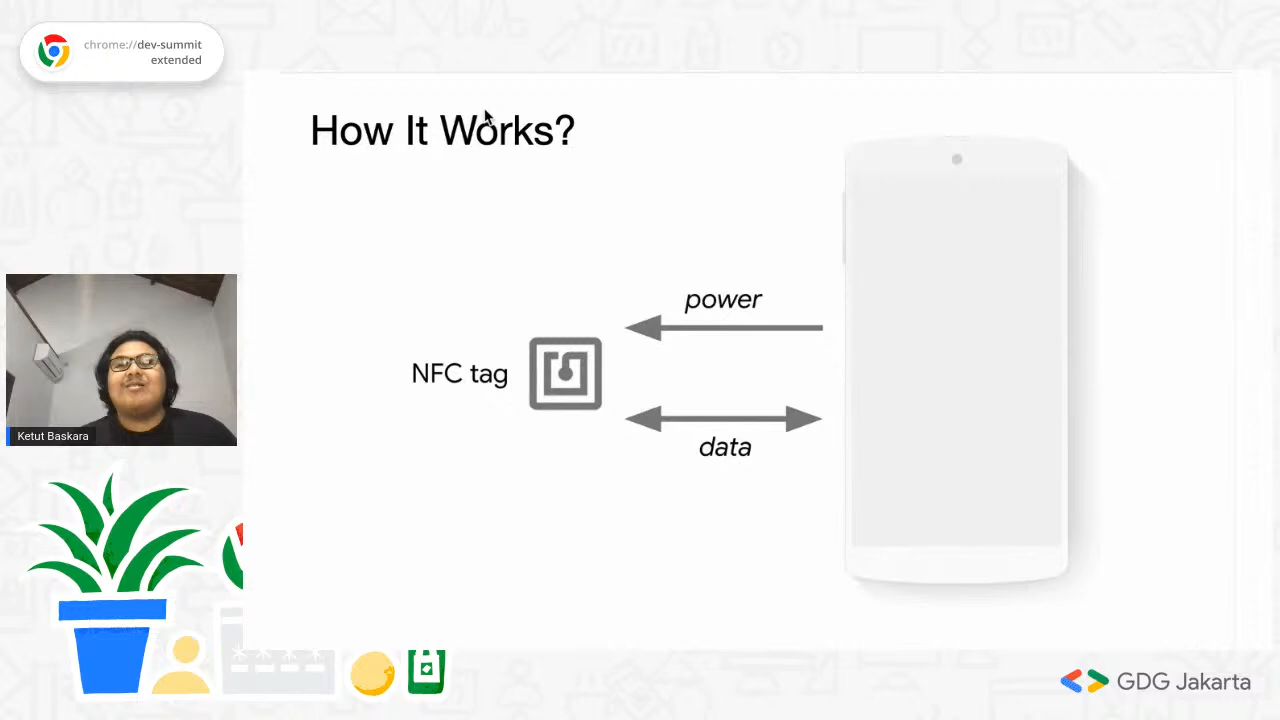 chrome://dev-summit
extended
How It Works?
power
NFC tag
data
Ketut Baskara
GDG Jakarta